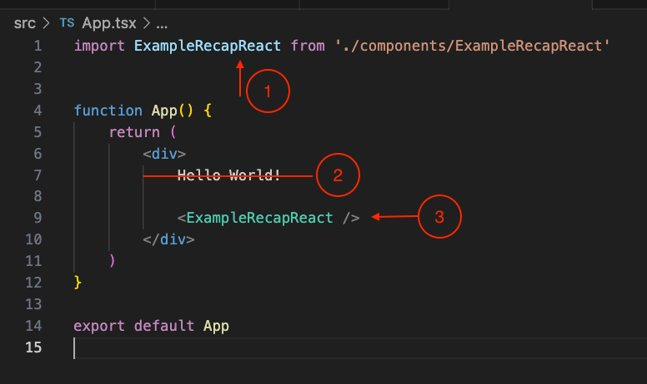 src > TS App.tsx > ...
1 import ExampleRecapReact from './components/ExampleRecapReact'
2
1
3
4 function App() {
5 return (
6 <div>
7 Hello World!
2
8
9 <ExampleRecapReact />
3
10 </div>
11 )
12 }
13
14 export default App
15